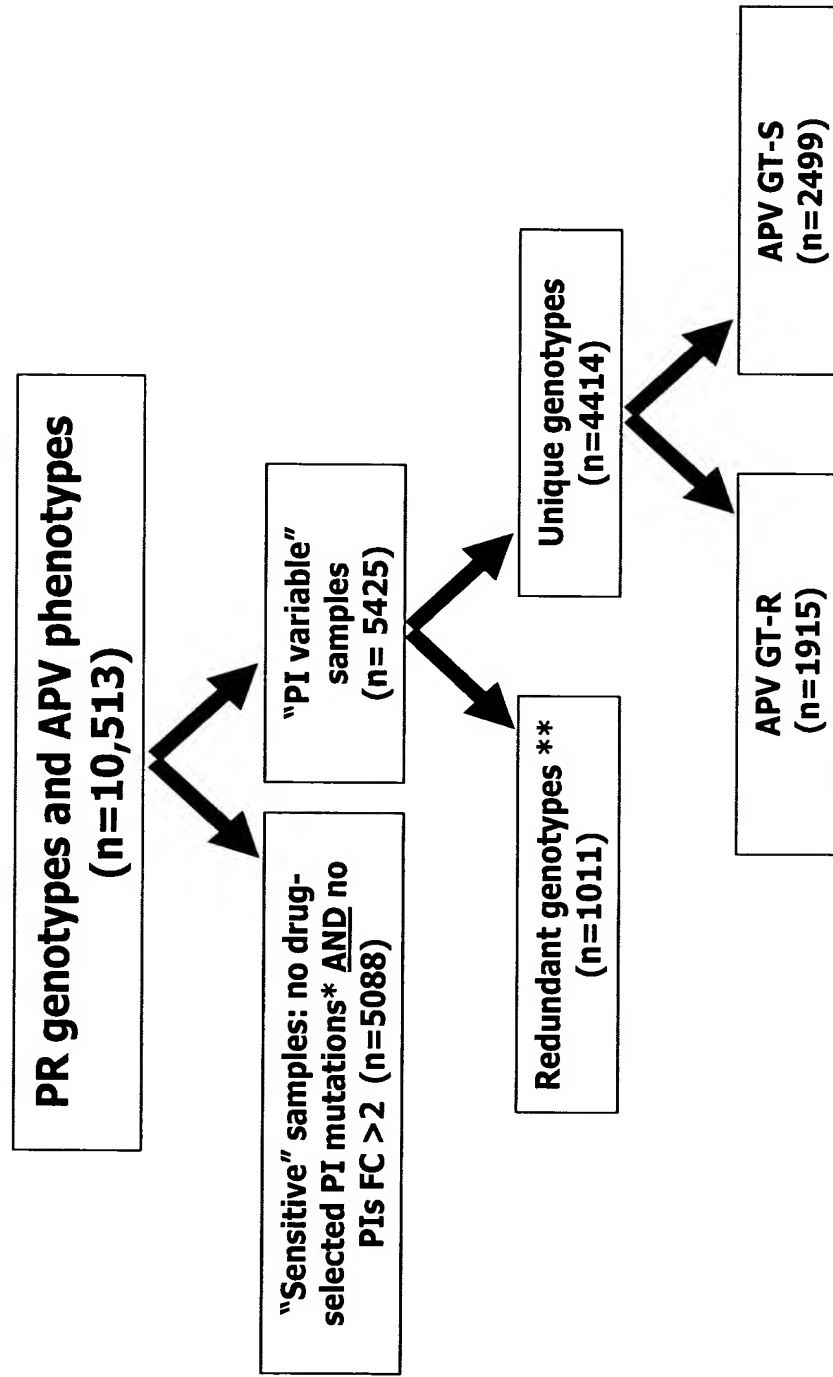 PR genotypes and APV phenotypes
(n=10,513)
"Sensitive" samples: no drug-
selected PI mutations* AND no
PIs FC >2 (n=5088)
"PI variable"
samples
(n= 5425)
Redundant genotypes **
(n=1011)
Unique genotypes
(n=4414)
APV GT-R
(n=1915)
APV GT-S
(n=2499)